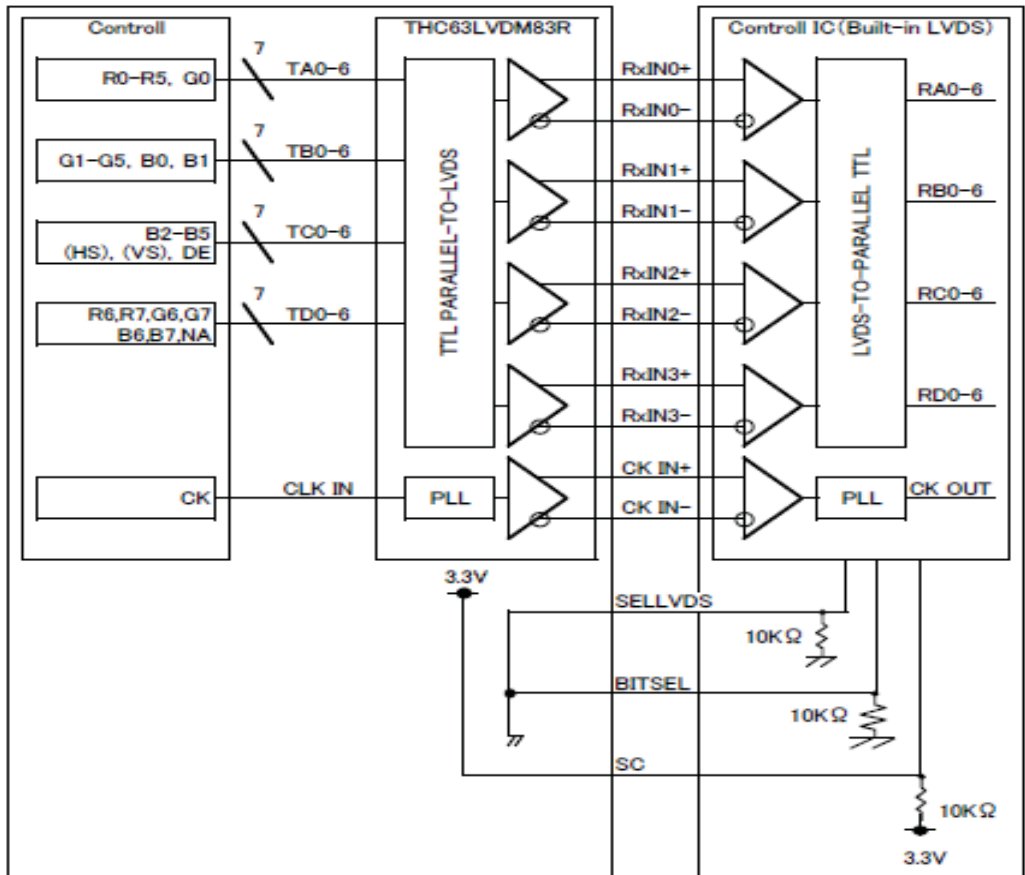 Controll
THC63LVDM83R
Controll IC(Built-in LVDS)
R0-R5, G0
7
TA0-6
RxIN0+
RxIN0-
RA0-6
G1-G5, B0, B1
7
TB0-6
RxIN1+
RxIN1-
RB0-6
B2-B5
(HS), (VS), DE
7
TC0-6
RxIN2+
RxIN2-
RC0-6
R6,R7,G6,G7
B6,B7,NA
7
TD0-6
RxIN3+
RxIN3-
RD0-6
TTL PARALLEL-TO-LVDS
LVDS-TO-PARALLEL TTL
CK
CLK IN
PLL
CK IN+
CK IN-
PLL
CK OUT
3.3V
SELLVDS
10KΩ
BITSEL
10KΩ
SC
10KΩ
3.3V